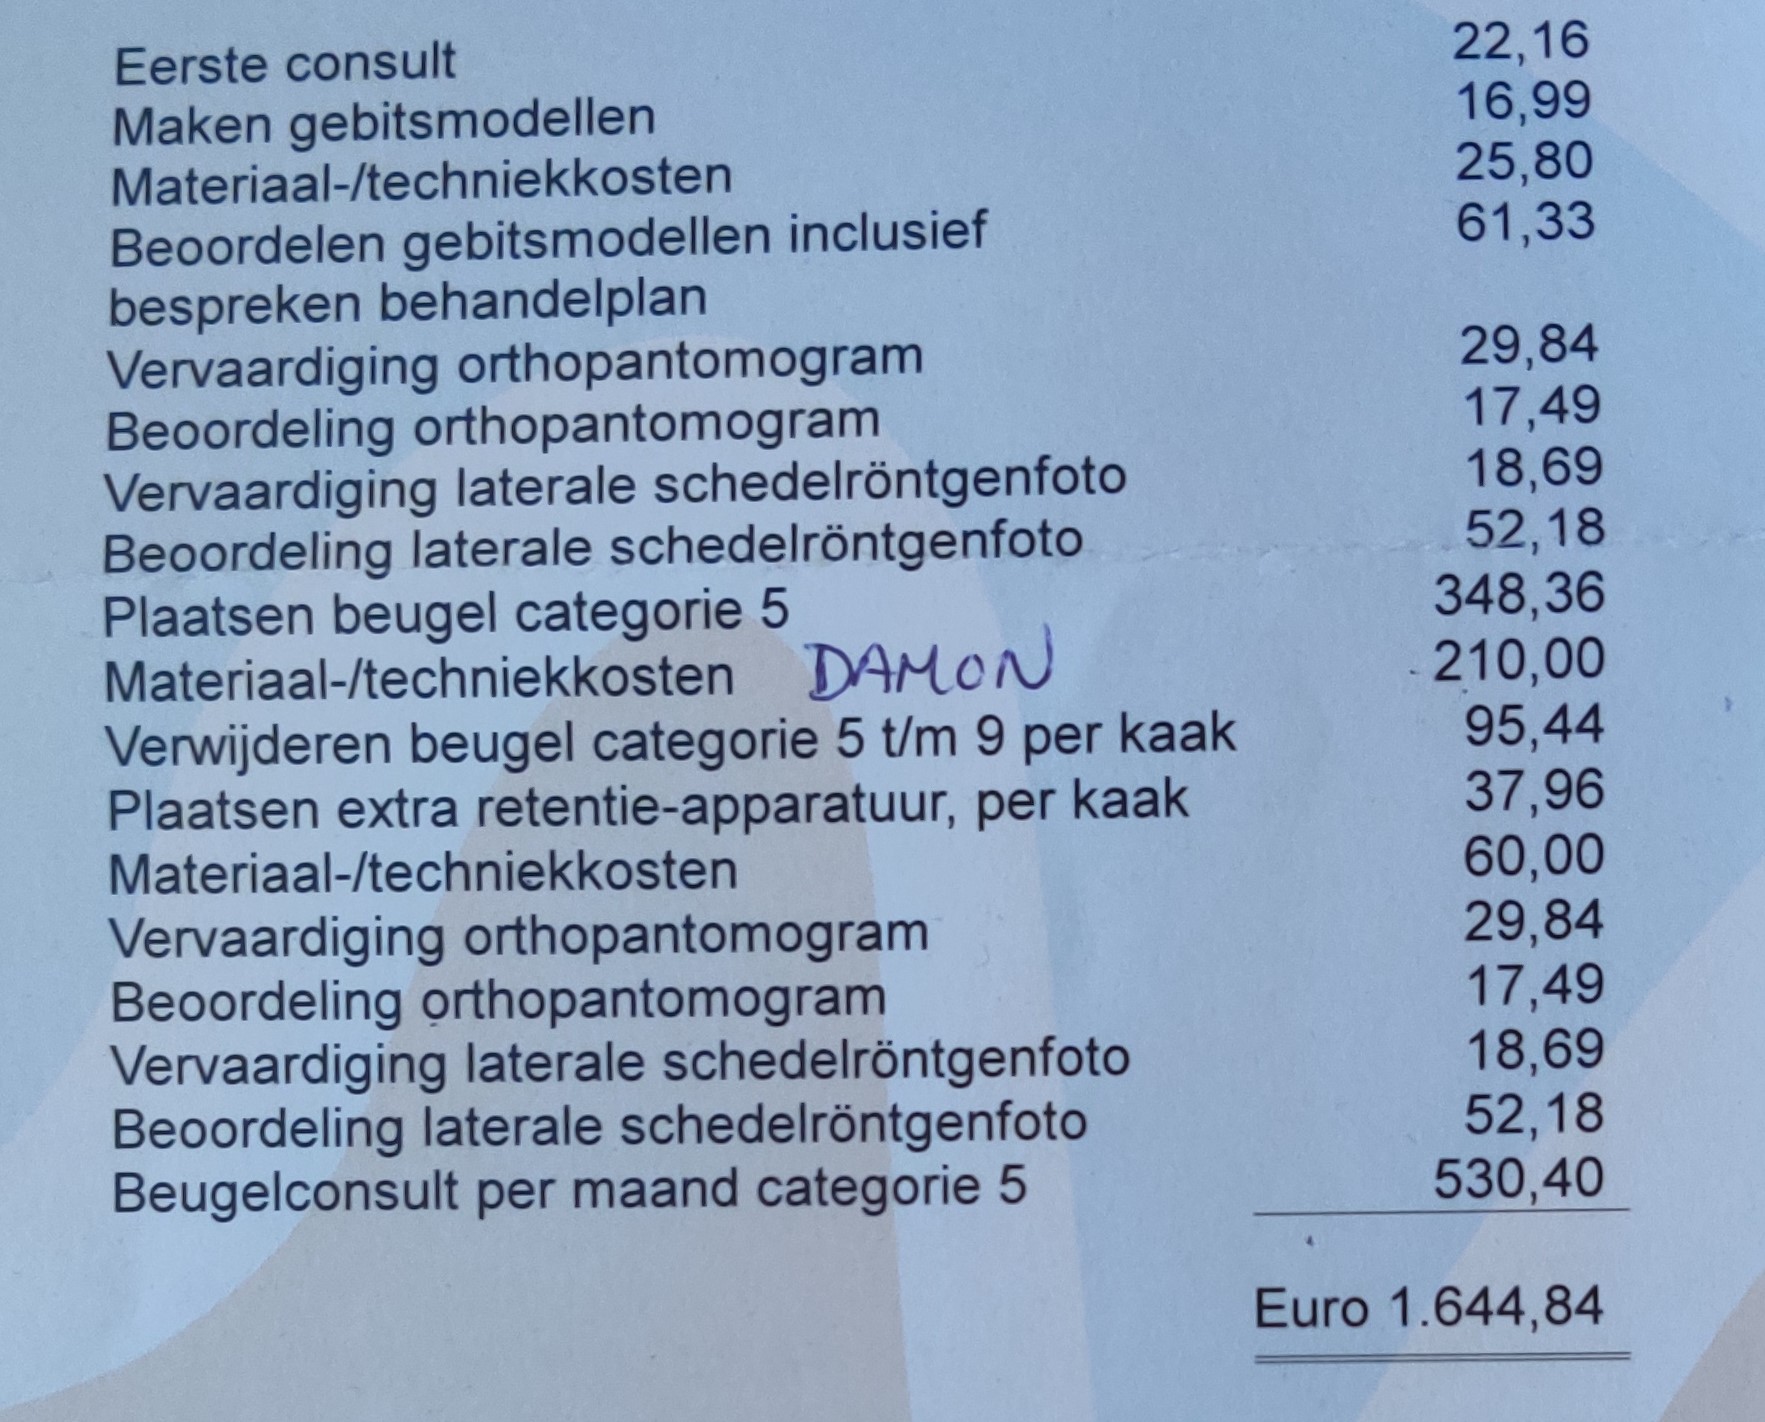 Eerste consult 22,16
Maken gebitsmodellen 16,99
Materiaal-/techniekkosten 25,80
Beoordelen gebitsmodellen inclusief 61,33
bespreken behandelplan
Vervaardiging orthopantomogram 29,84
Beoordeling orthopantomogram 17,49
Vervaardiging laterale schedelröntgenfoto 18,69
Beoordeling laterale schedelröntgenfoto 52,18
Plaatsen beugel categorie 5 348,36
Materiaal-/techniekkosten DAMON 210,00
Verwijderen beugel categorie 5 t/m 9 per kaak 95,44
Plaatsen extra retentie-apparatuur, per kaak 37,96
Materiaal-/techniekkosten 60,00
Vervaardiging orthopantomogram 29,84
Beoordeling orthopantomogram 17,49
Vervaardiging laterale schedelröntgenfoto 18,69
Beoordeling laterale schedelröntgenfoto 52,18
Beugelconsult per maand categorie 5 530,40
Euro 1.644,84